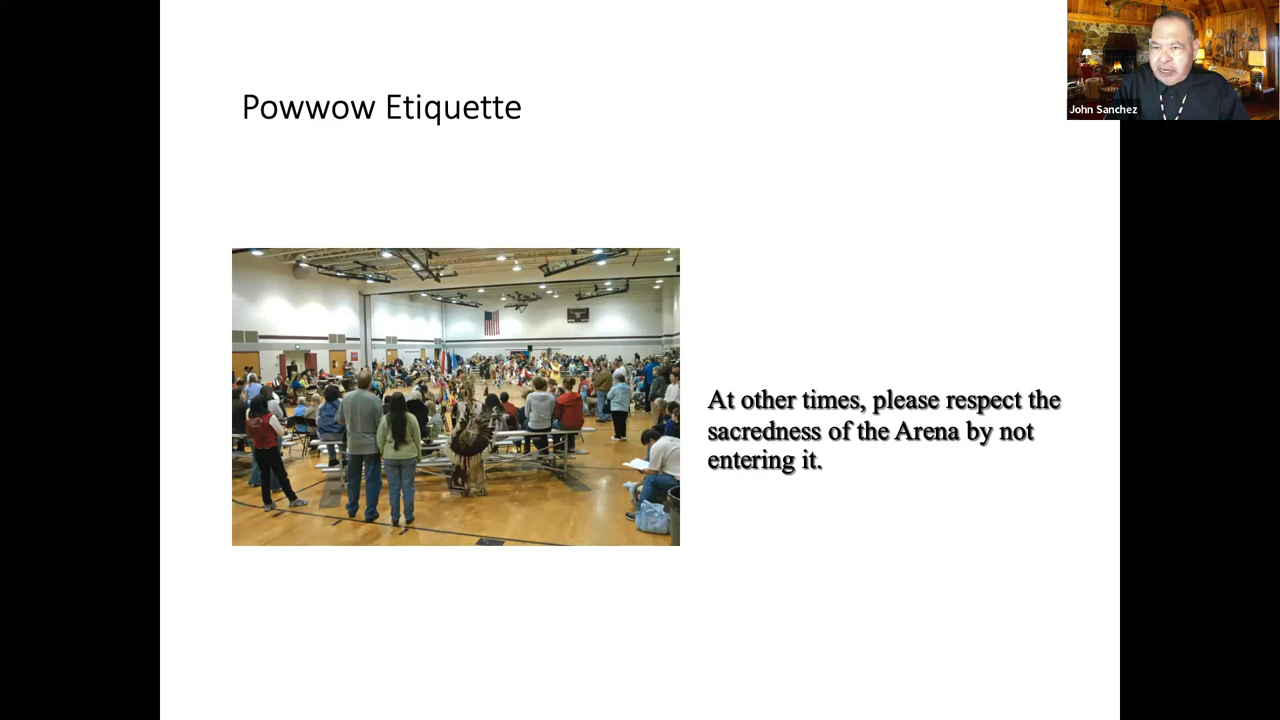 Powwow Etiquette
John Sanchez
At other times, please respect the
sacredness of the Arena by not
entering it.